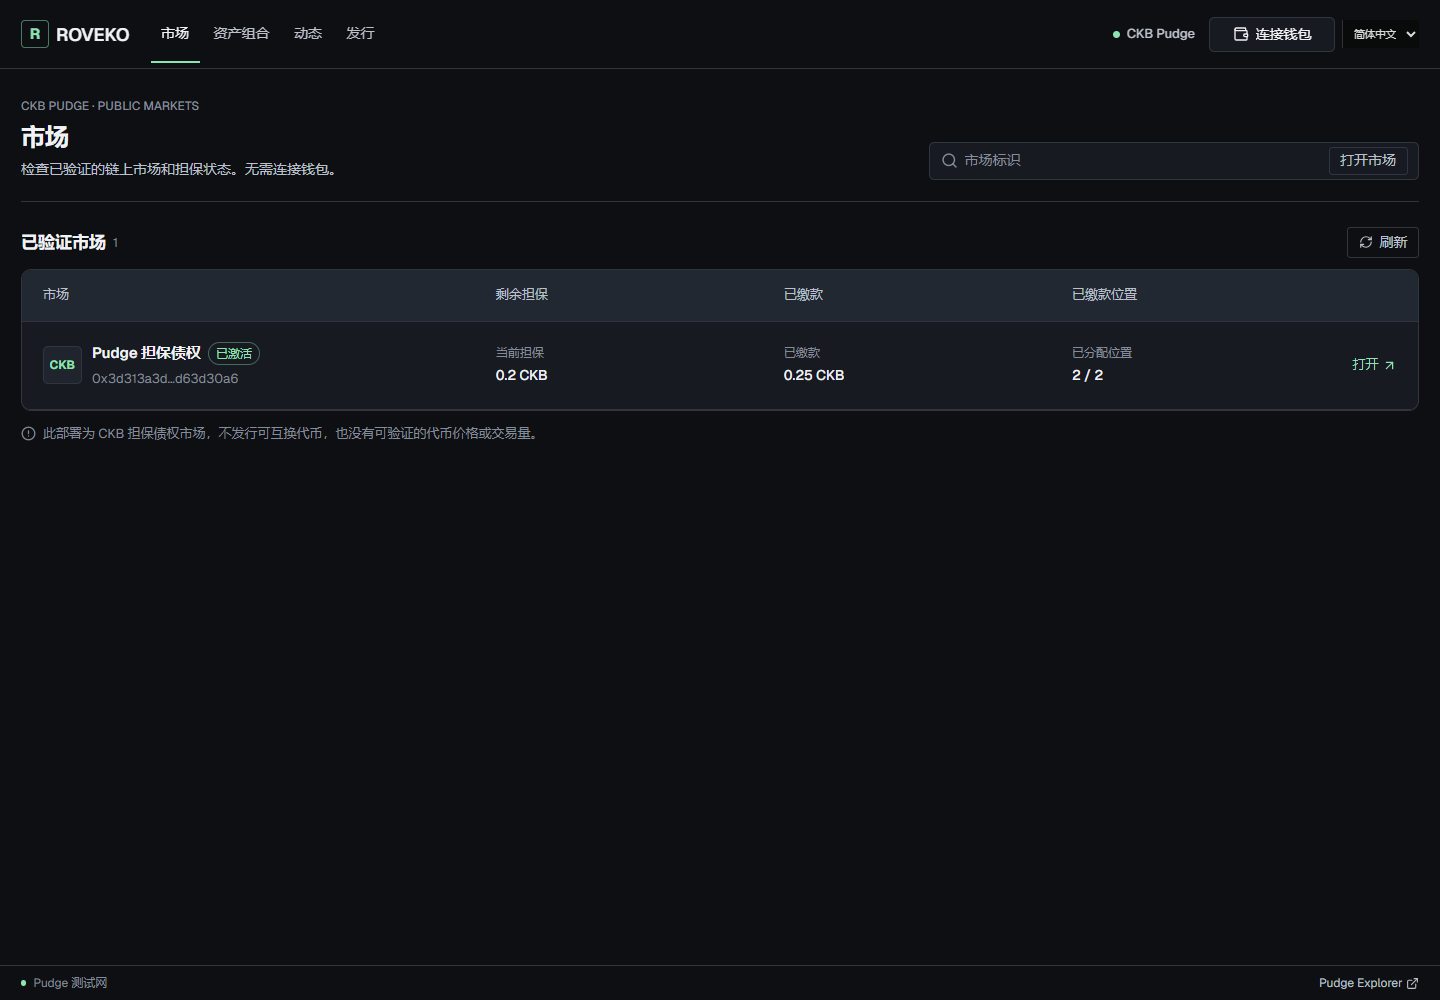 R ROVEKO 市场 资产组合 动态 发行 CKB Pudge 连接钱包 简体中文
CKB PUDGE · PUBLIC MARKETS
市场
检查已验证的链上市场和担保状态。无需连接钱包。
市场标识 打开市场
已验证市场 1 刷新
市场 剩余担保 已缴款 已缴款位置
CKB Pudge 担保债权 已激活 当前担保 已缴款 已分配位置 打开
0x3d313a3d…d63d30a6 0.2 CKB 0.25 CKB 2 / 2
此部署为 CKB 担保债权市场，不发行可互换代币，也没有可验证的代币价格或交易量。
Pudge 测试网 Pudge Explorer